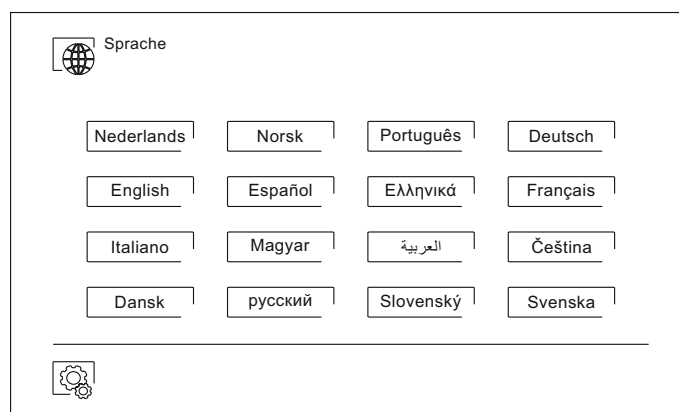 Sprache
Nederlands Norsk Português Deutsch
English Español Ελληνικά Français
Italiano Magyar العربية Čeština
Dansk русский Slovenský Svenska